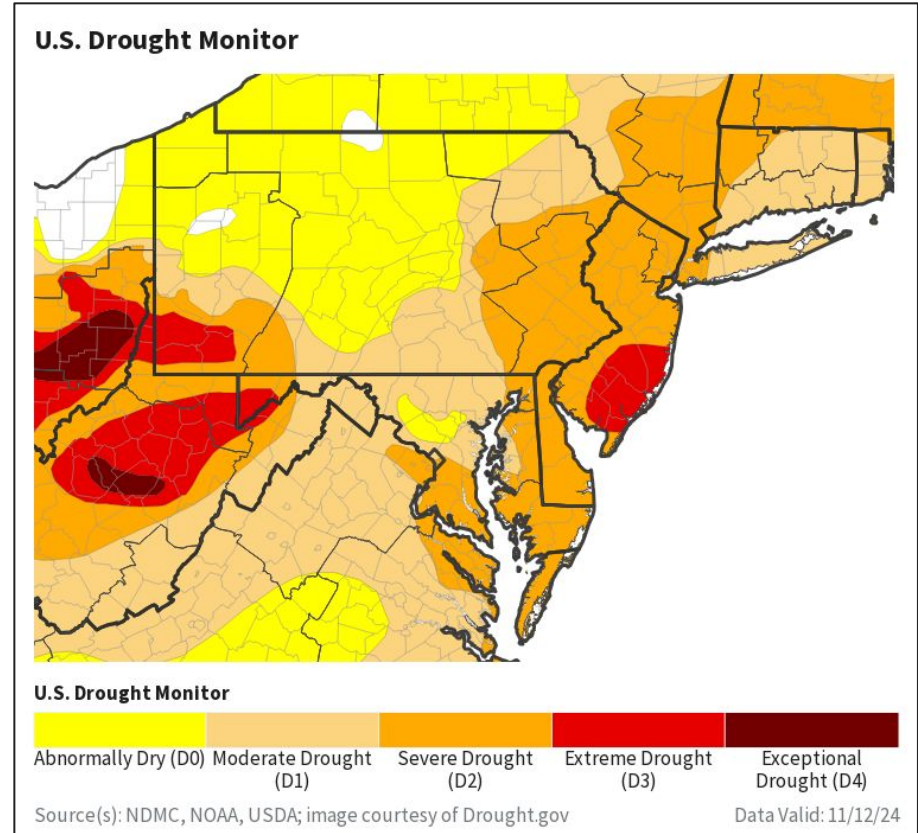 U.S. Drought Monitor
U.S. Drought Monitor
Abnormally Dry (D0)
Moderate Drought
(D1)
Severe Drought
(D2)
Extreme Drought
(D3)
Exceptional
Drought (D4)
Source(s): NDMC, NOAA, USDA; image courtesy of Drought.gov
Data Valid: 11/12/24